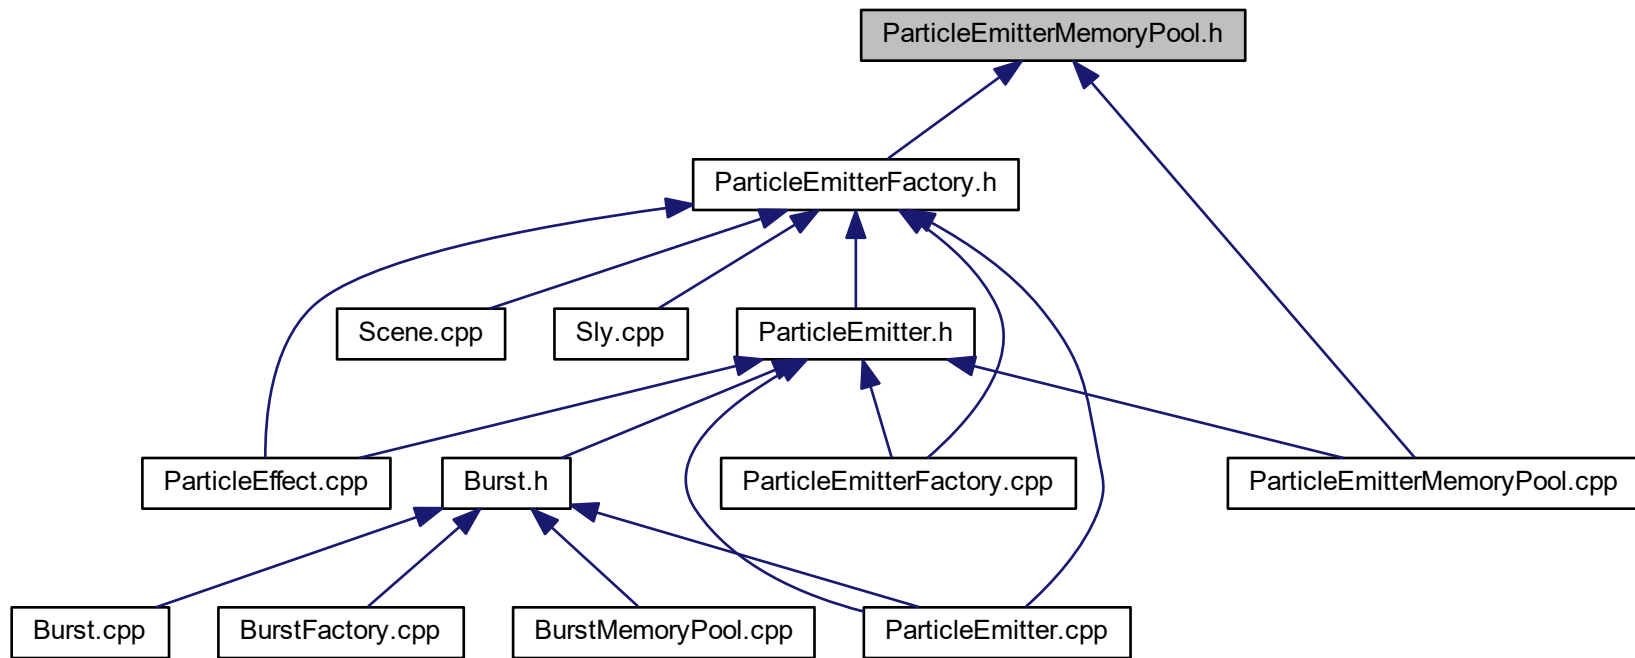 ParticleEmitterMemoryPool.h
ParticleEmitterFactory.h
Scene.cpp
Sly.cpp
ParticleEmitter.h
ParticleEffect.cpp
Burst.h
ParticleEmitterFactory.cpp
ParticleEmitterMemoryPool.cpp
Burst.cpp
BurstFactory.cpp
BurstMemoryPool.cpp
ParticleEmitter.cpp